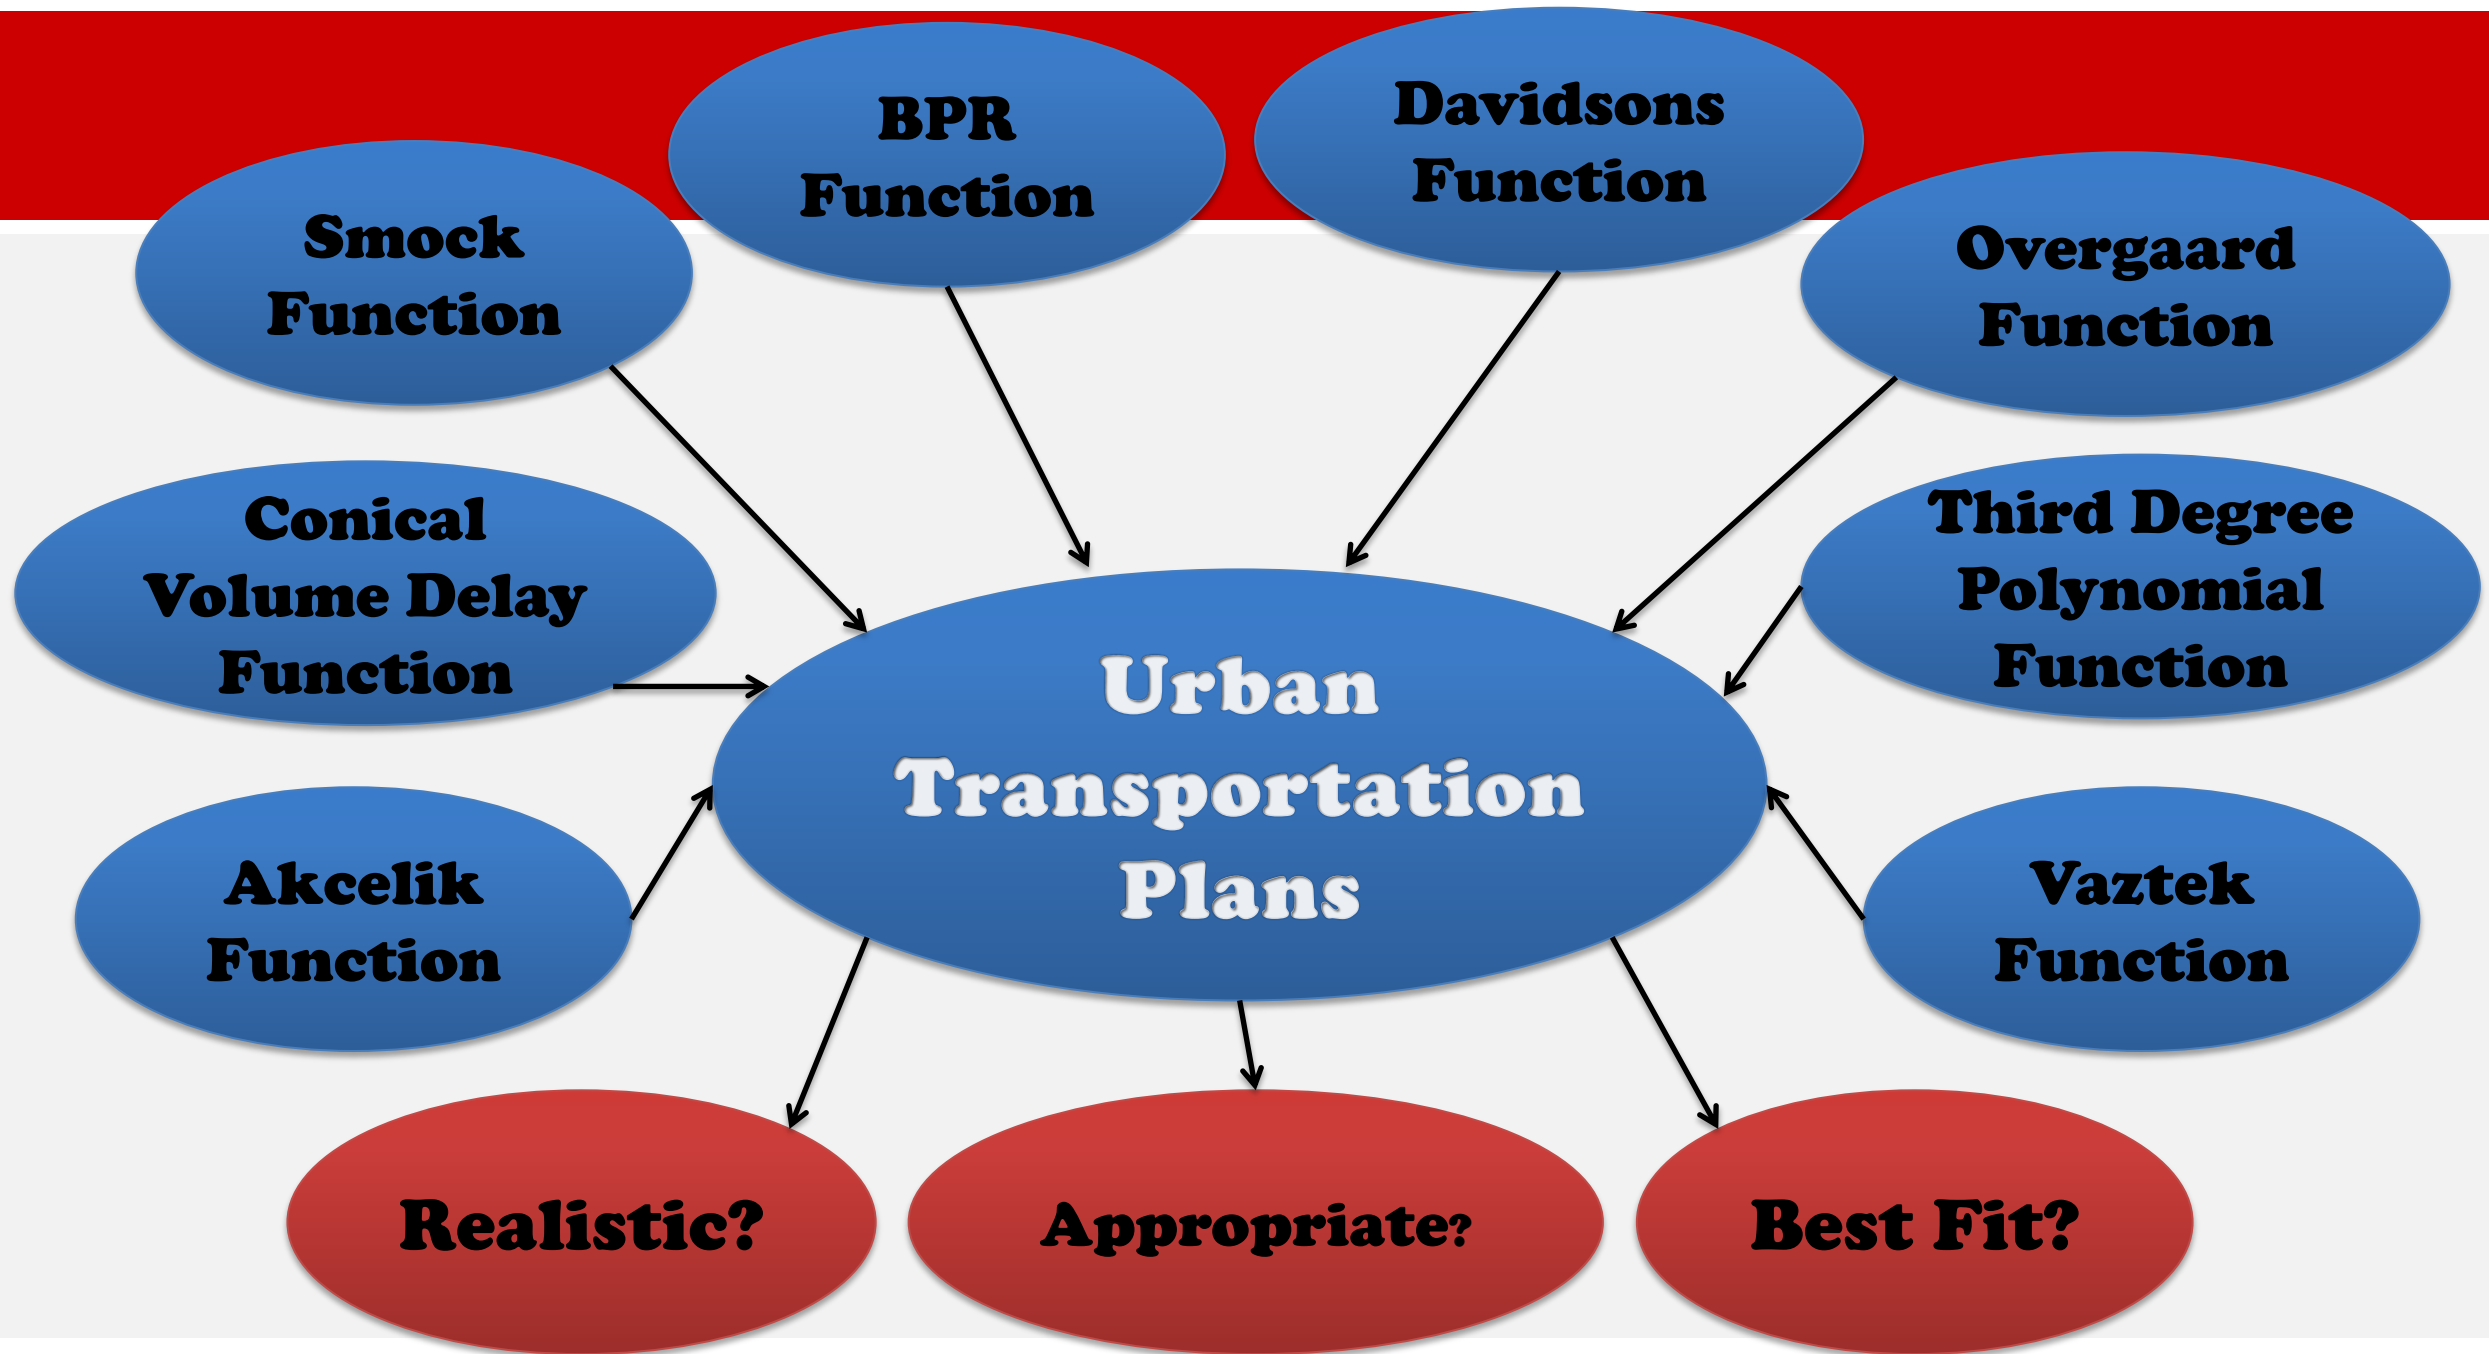 Davidsons
Function
BPR
Function
Smock
Function
Overgaard
Function
Conical
Volume Delay
Function
Third Degree
Polynomial
Function
Urban
Transportation
Plans
Akcelik
Function
Vaztek
Function
Realistic?
Appropriate?
Best Fit?